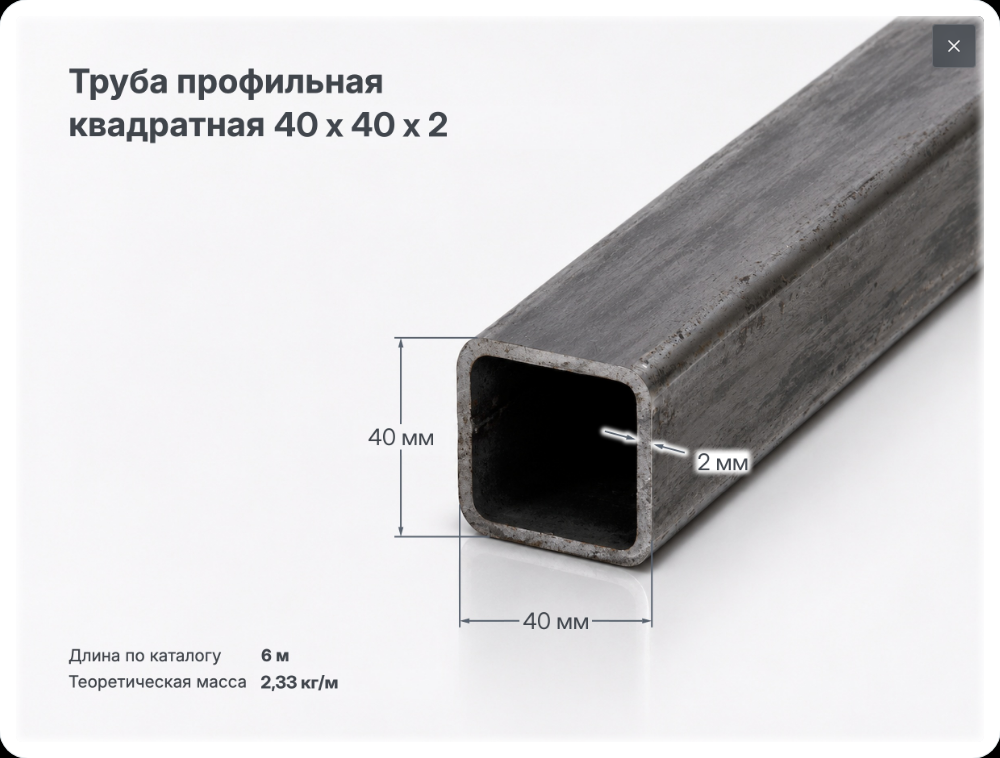 Труба профильная
квадратная 40 x 40 x 2
40 мм
2 мм
40 мм
Длина по каталогу 6 м
Теоретическая масса 2,33 кг/м